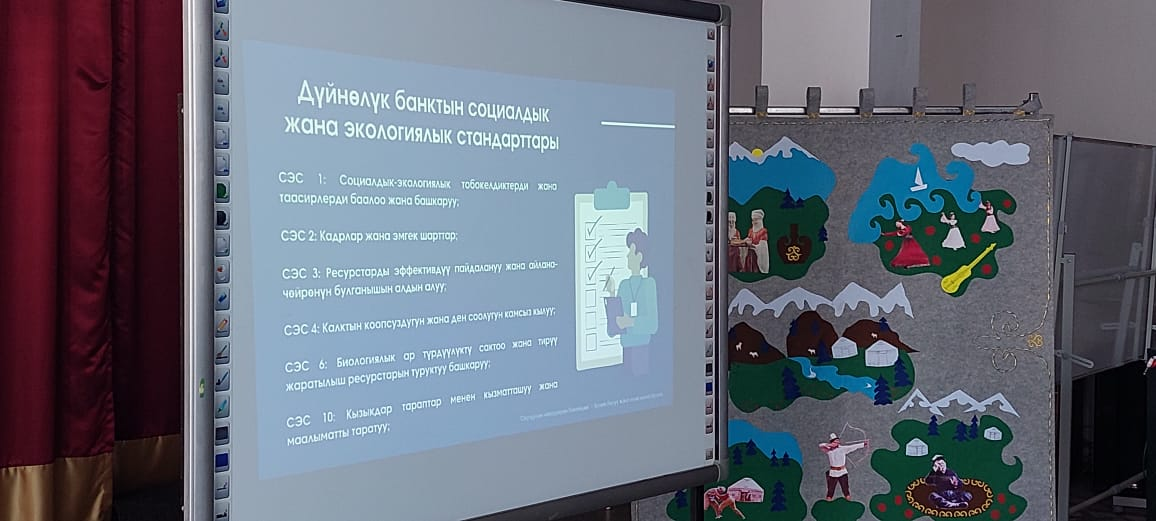 Дүйнөлүк банктын социалдык
жана экологиялык стандарттары
СЭС 1: Социалдык-экологиялык тобокелдиктерди жана
таасирлерди баалоо жана башкаруу;
СЭС 2: Кадрлар жана эмгек шарттар;
СЭС 3: Ресурстарды эффективдүү пайдалануу жана айлана-
чөйрөнүн булганышын алдын алуу;
СЭС 4: Калктын коопсуздугун жана ден соолугун камсыз кылуу;
СЭС 6: Биологиялык ар түрдүүлүктү сактоо жана тирүү
жаратылыш ресурстарын туруктуу башкаруу;
СЭС 10: Кызыкдар тараптар менен кызматташуу жана
маалыматты таратуу;